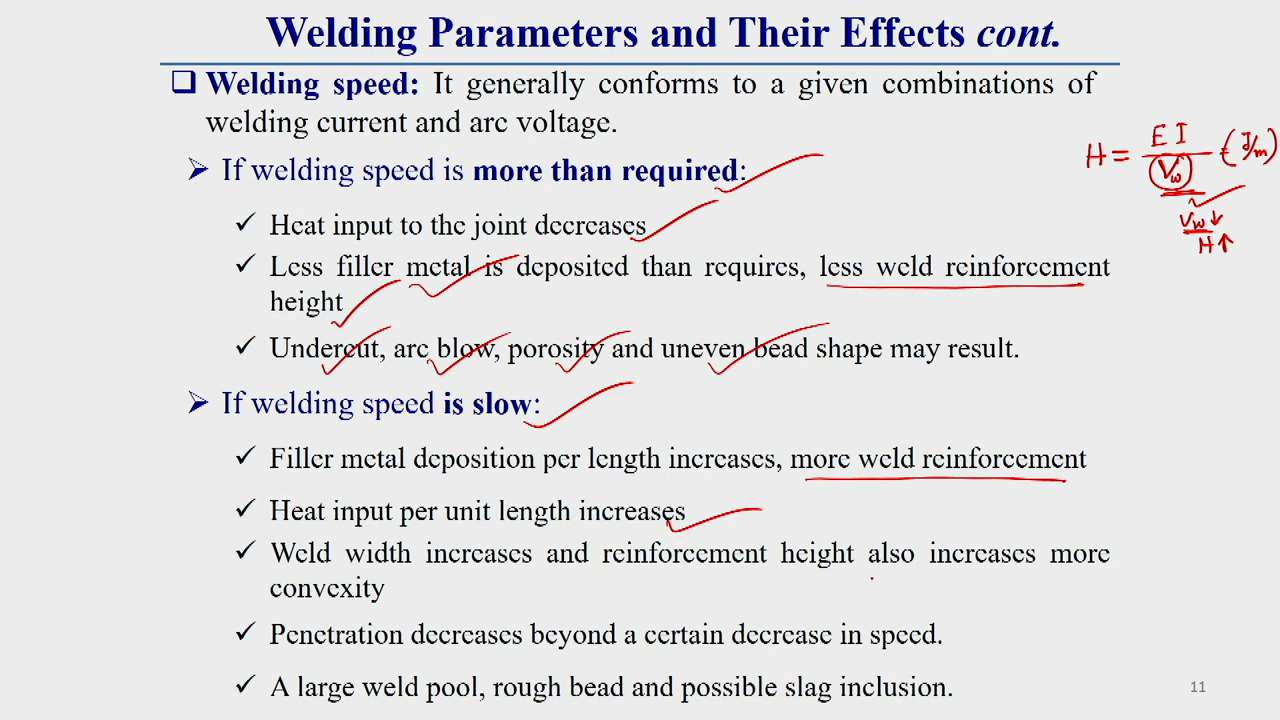 Welding Parameters and Their Effects cont.
❑ Welding speed: It generally conforms to a given combinations of
welding current and arc voltage.
➢ If welding speed is more than required:
H = E I / Vw (J/m)
Vw ↓
H ↑
✓ Heat input to the joint decreases
✓ Less filler metal is deposited than requires, less weld reinforcement
height
✓ Undercut, arc blow, porosity and uneven bead shape may result.
➢ If welding speed is slow:
✓ Filler metal deposition per length increases, more weld reinforcement
✓ Heat input per unit length increases
✓ Weld width increases and reinforcement height also increases more
convexity
✓ Penetration decreases beyond a certain decrease in speed.
✓ A large weld pool, rough bead and possible slag inclusion.
11